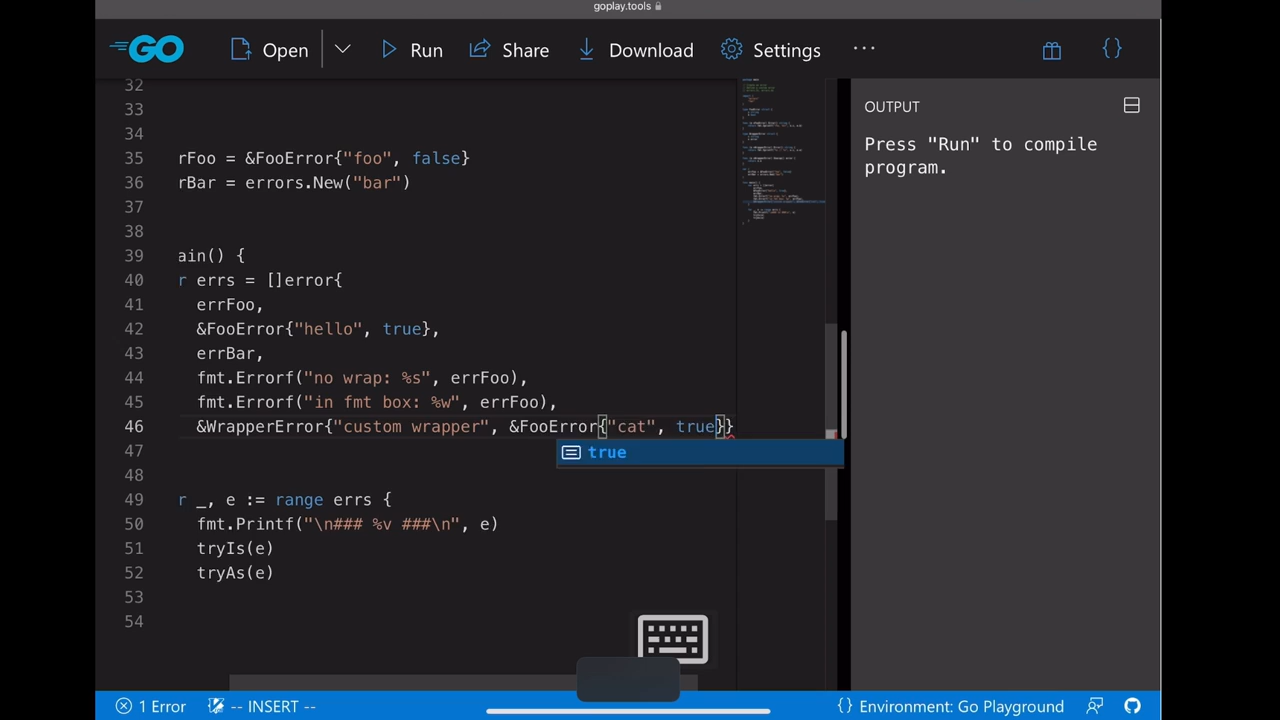 goplay.tools
GO Open Run Share Download Settings ··· {}
32
33
34
35 rFoo = &FooError{"foo", false}
36 rBar = errors.New("bar")
37
38
39 ain() {
40 r errs = []error{
41 errFoo,
42 &FooError{"hello", true},
43 errBar,
44 fmt.Errorf("no wrap: %s", errFoo),
45 fmt.Errorf("in fmt box: %w", errFoo),
46 &WrapperError{"custom wrapper", &FooError{"cat", true}}
true
47
48
49 r _, e := range errs {
50 fmt.Printf("\n### %v ###\n", e)
51 tryIs(e)
52 tryAs(e)
53
54
OUTPUT
Press "Run" to compile
program.
1 Error -- INSERT -- {} Environment: Go Playground